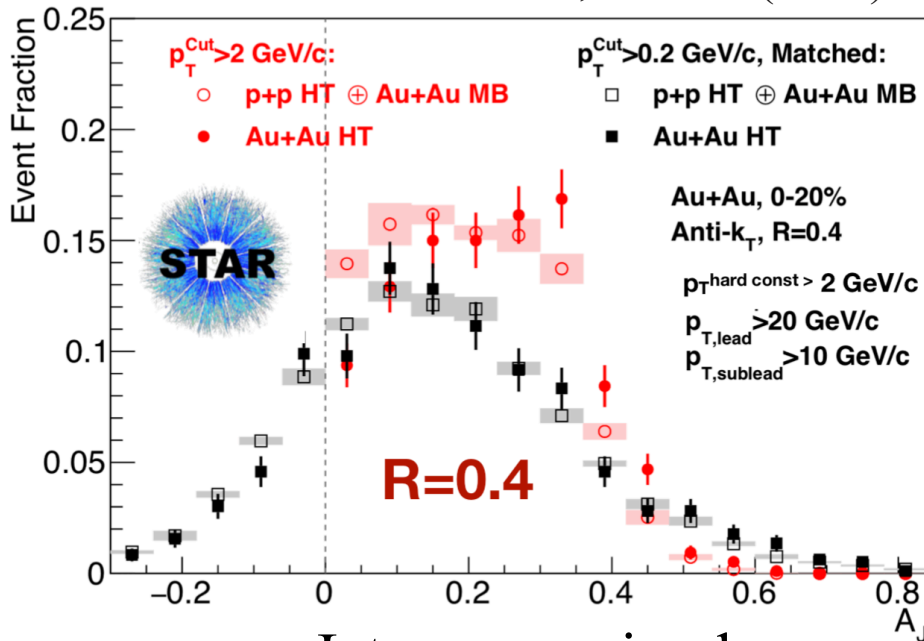 0.25
0.2
0.15
0.1
0.05
0
Event Fraction
p_T^Cut>2 GeV/c:
p+p HT ⊕ Au+Au MB
Au+Au HT
p_T^Cut>0.2 GeV/c, Matched:
p+p HT ⊕ Au+Au MB
Au+Au HT
STAR
Au+Au, 0-20%
Anti-k_T, R=0.4
p_T^hard const > 2 GeV/c
p_T,lead>20 GeV/c
p_T,sublead>10 GeV/c
R=0.4
−0.2 0 0.2 0.4 0.6 0.8
A